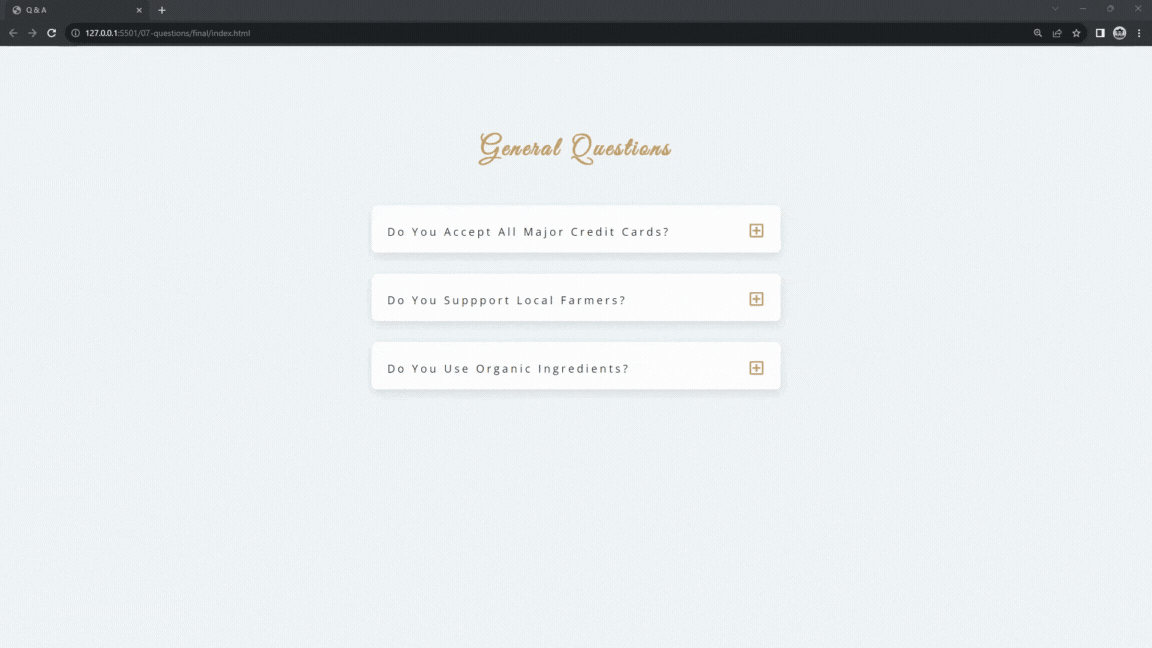 Q & A
127.0.0.1:5501/07-questions/final/index.html
General Questions
Do You Accept All Major Credit Cards?
Do You Suppport Local Farmers?
Do You Use Organic Ingredients?